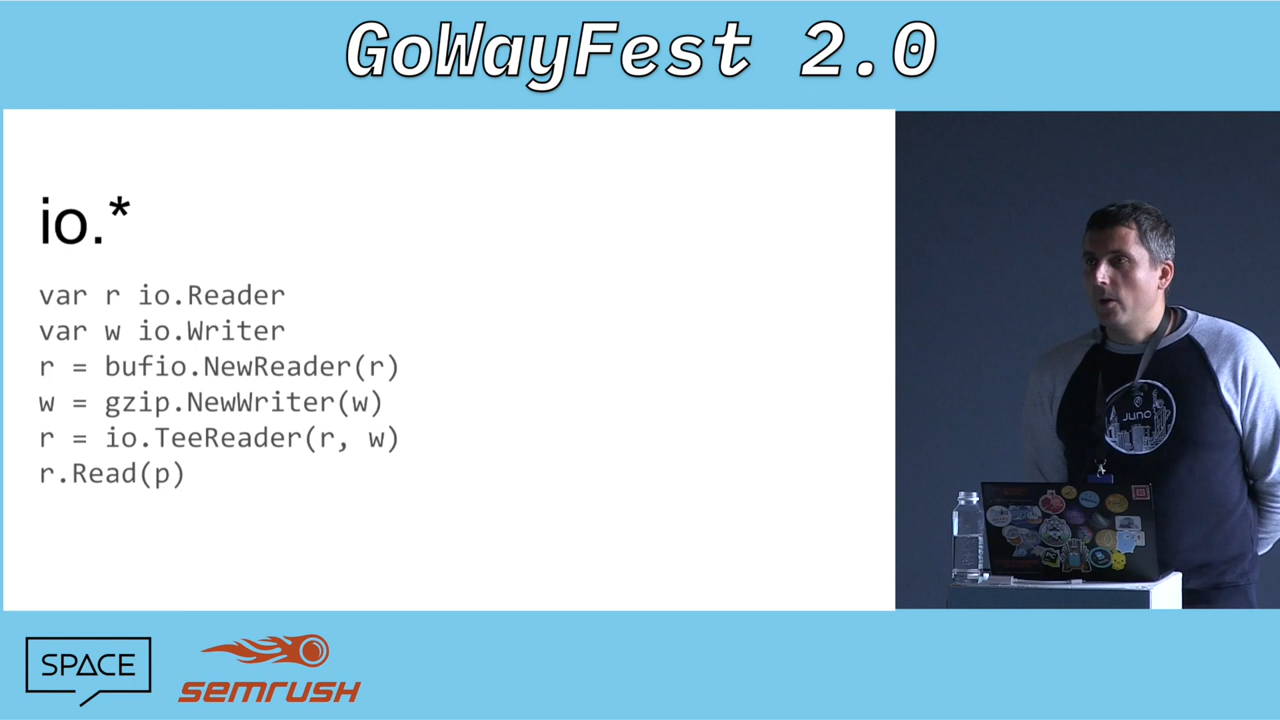 GoWayFest 2.0
io.*
var r io.Reader
var w io.Writer
r = bufio.NewReader(r)
w = gzip.NewWriter(w)
r = io.TeeReader(r, w)
r.Read(p)
JUNO
SPACE
semrush